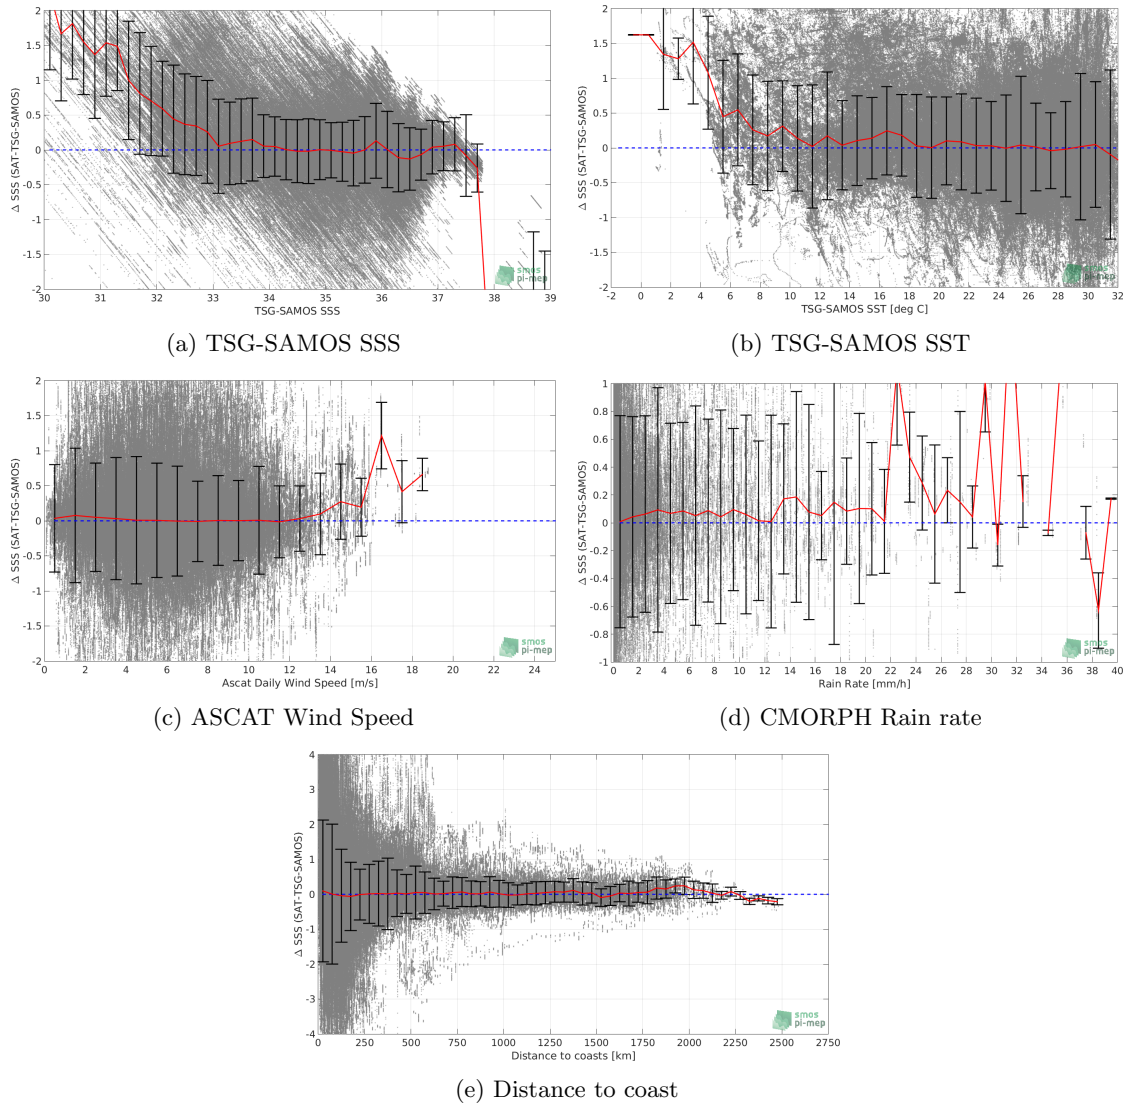 2
1.5
1
0.5
0
-0.5
-1
-1.5
-2
Δ SSS (SAT-TSG-SAMOS)
30 31 32 33 34 35 36 37 38 39
TSG-SAMOS SSS
smos
pi-mep
(a) TSG-SAMOS SSS
2
1.5
1
0.5
0
-0.5
-1
-1.5
-2
Δ SSS (SAT-TSG-SAMOS)
-2 0 2 4 6 8 10 12 14 16 18 20 22 24 26 28 30 32
TSG-SAMOS SST [deg C]
smos
pi-mep
(b) TSG-SAMOS SST
2
1.5
1
0.5
0
-0.5
-1
-1.5
-2
Δ SSS (SAT-TSG-SAMOS)
0 2 4 6 8 10 12 14 16 18 20 22 24
Ascat Daily Wind Speed [m/s]
smos
pi-mep
(c) ASCAT Wind Speed
1
0.8
0.6
0.4
0.2
0
-0.2
-0.4
-0.6
-0.8
-1
Δ SSS (SAT-TSG-SAMOS)
0 2 4 6 8 10 12 14 16 18 20 22 24 26 28 30 32 34 36 38 40
Rain Rate [mm/h]
smos
pi-mep
(d) CMORPH Rain rate
4
3
2
1
0
-1
-2
-3
-4
Δ SSS (SAT-TSG-SAMOS)
0 250 500 750 1000 1250 1500 1750 2000 2250 2500 2750
Distance to coasts [km]
smos
pi-mep
(e) Distance to coast